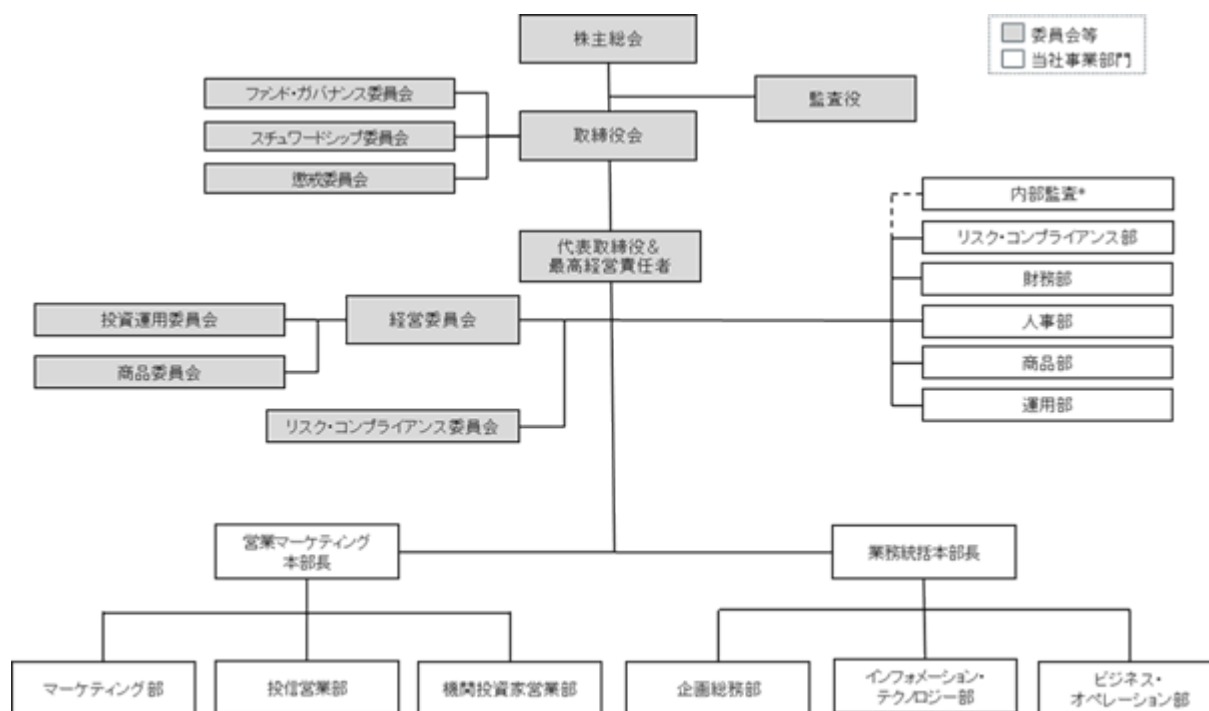 株主総会
委員会等
当社事業部門
ファンド・ガバナンス委員会
監査役
スチュワードシップ委員会
取締役会
懲戒委員会
内部監査*
代表取締役&
最高経営責任者
リスク・コンプライアンス部
財務部
投資運用委員会
経営委員会
人事部
商品委員会
商品部
リスク・コンプライアンス委員会
運用部
営業マーケティング
本部長
業務統括本部長
マーケティング部
投信営業部
機関投資家営業部
企画総務部
インフォメーション・
テクノロジー部
ビジネス・
オペレーション部